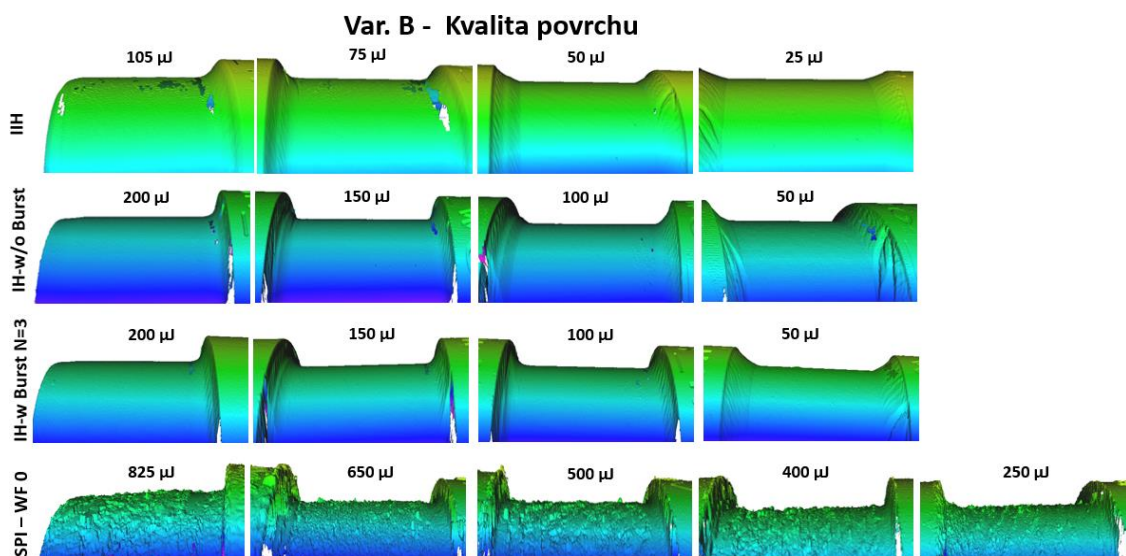 Var. B - Kvalita povrchu
105 µJ 75 µJ 50 µJ 25 µJ
IIH
200 µJ 150 µJ 100 µJ 50 µJ
IH-w/o Burst
200 µJ 150 µJ 100 µJ 50 µJ
IH-w Burst N=3
825 µJ 650 µJ 500 µJ 400 µJ 250 µJ
SPI – WF 0